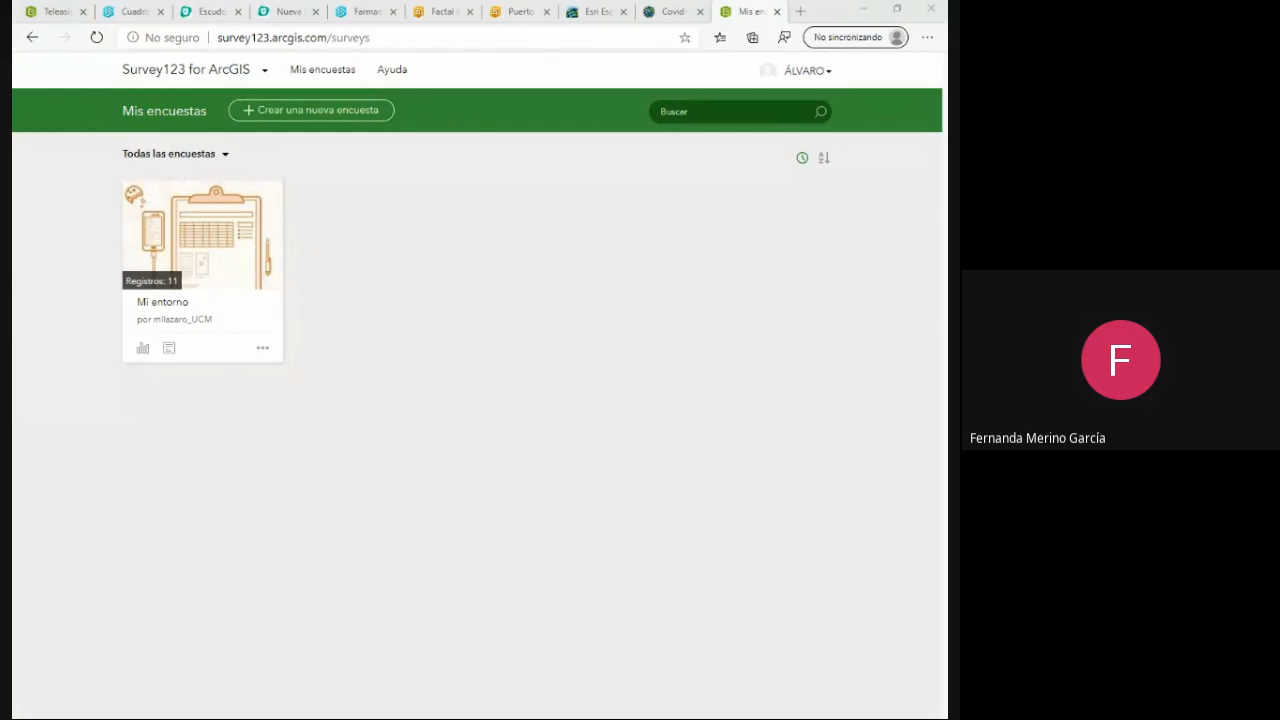 Teleasi
Cuadro
Escudo
Nueva
Farmac
Factal
Puerto
Esri Esp
Covid
Mis en
No seguro
survey123.arcgis.com/surveys
No sincronizando
Survey123 for ArcGIS
Mis encuestas
Ayuda
ÁLVARO
Mis encuestas
+ Crear una nueva encuesta
Buscar
Todas las encuestas
Registros: 11
Mi entorno
por milazaro_UCM
F
Fernanda Merino García